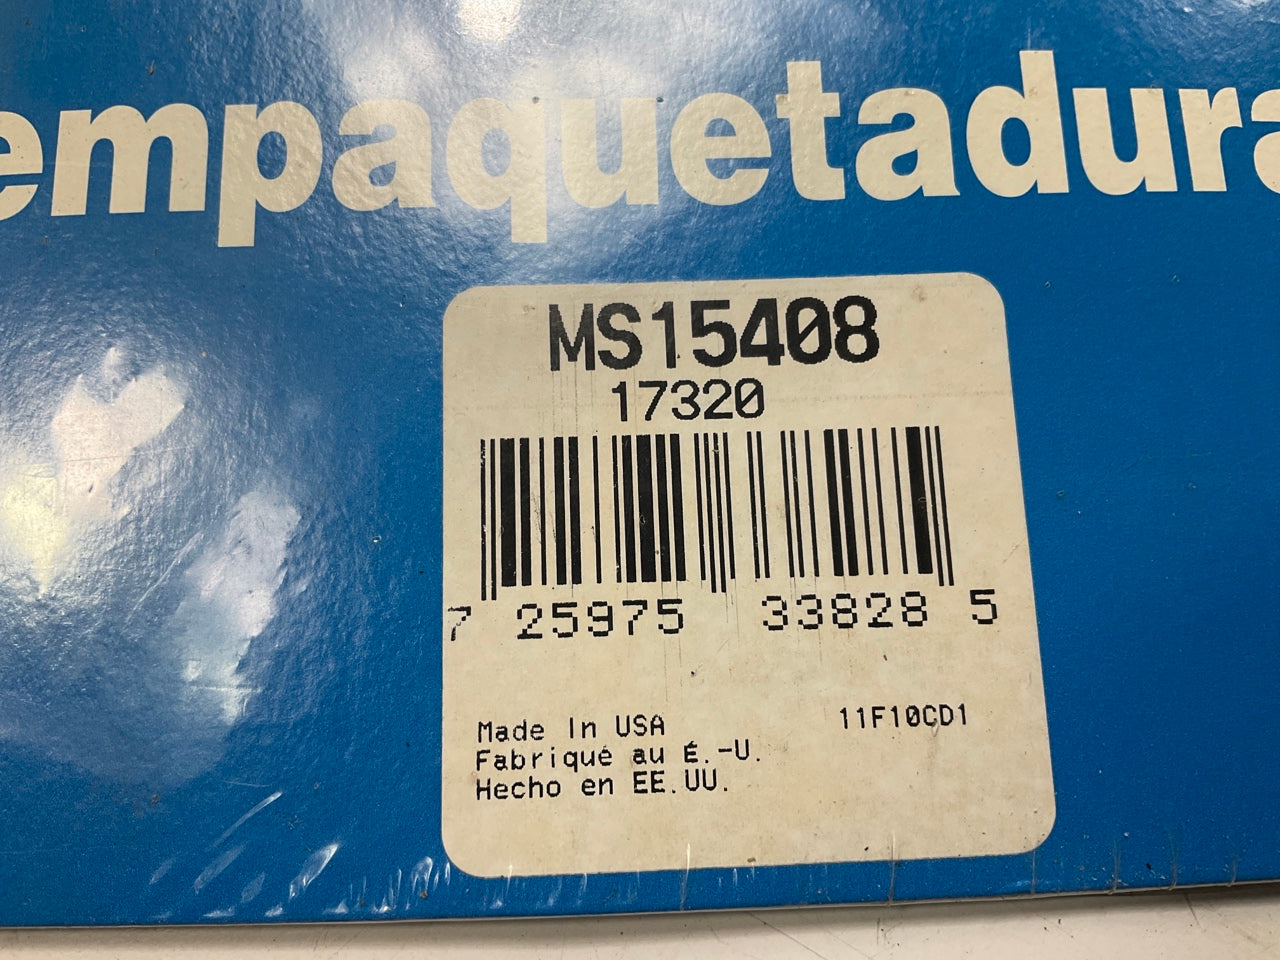 empaquetadura
MS15408
17320
7 25975 33828 5
Made In USA
11F10CD1
Fabriqué au É.-U.
Hecho en EE.UU.